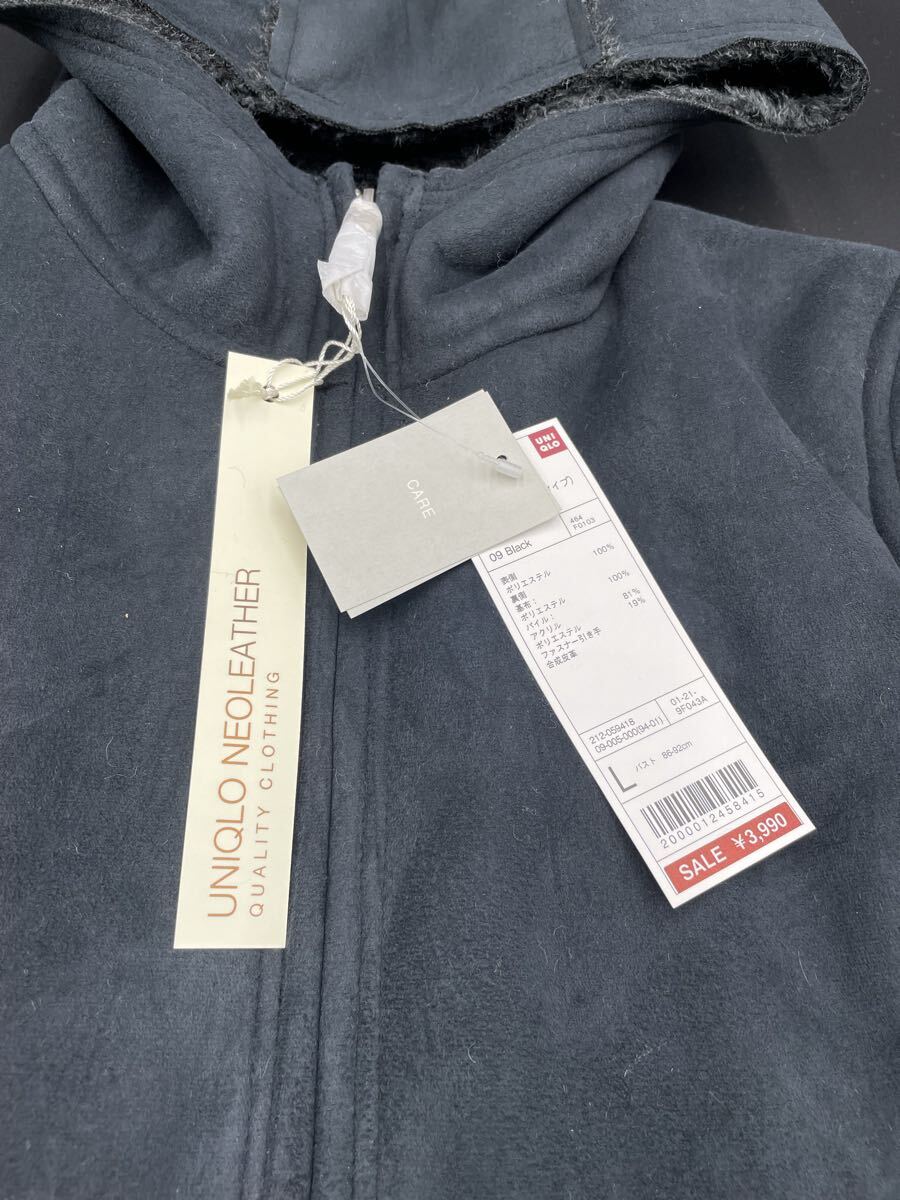 UNIQLO NEOLEATHER
QUALITY CLOTHING
CARE
UNI
QLO
イプ)
464
F0103
09 Black
表側
ポリエステル 100%
裏側
基布:
ポリエステル 100%
パイル:
アクリル 81%
ポリエステル 19%
ファスナー引き手
合成皮革
212-059418
09-005-000(94-01)
01-21-
9F043A
L
バスト 86-92cm
2000012458415
SALE ¥3,990